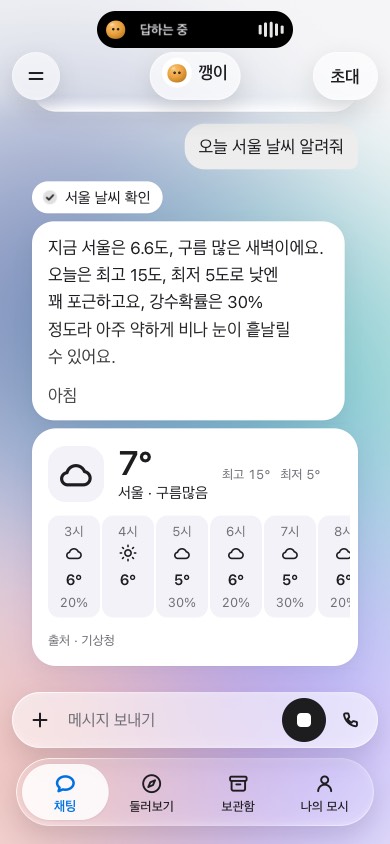 답하는 중
깽이
초대
오늘 서울 날씨 알려줘
서울 날씨 확인
지금 서울은 6.6도, 구름 많은 새벽이에요.
오늘은 최고 15도, 최저 5도로 낮엔
꽤 포근하고요, 강수확률은 30%
정도라 아주 약하게 비나 눈이 흩날릴
수 있어요.
아침
7°
최고 15° 최저 5°
서울 · 구름많음
3시 4시 5시 6시 7시 8시
6° 6° 5° 6° 5° 6°
20% 30% 20% 30% 20%
출처 · 기상청
메시지 보내기
채팅 둘러보기 보관함 나의 모시